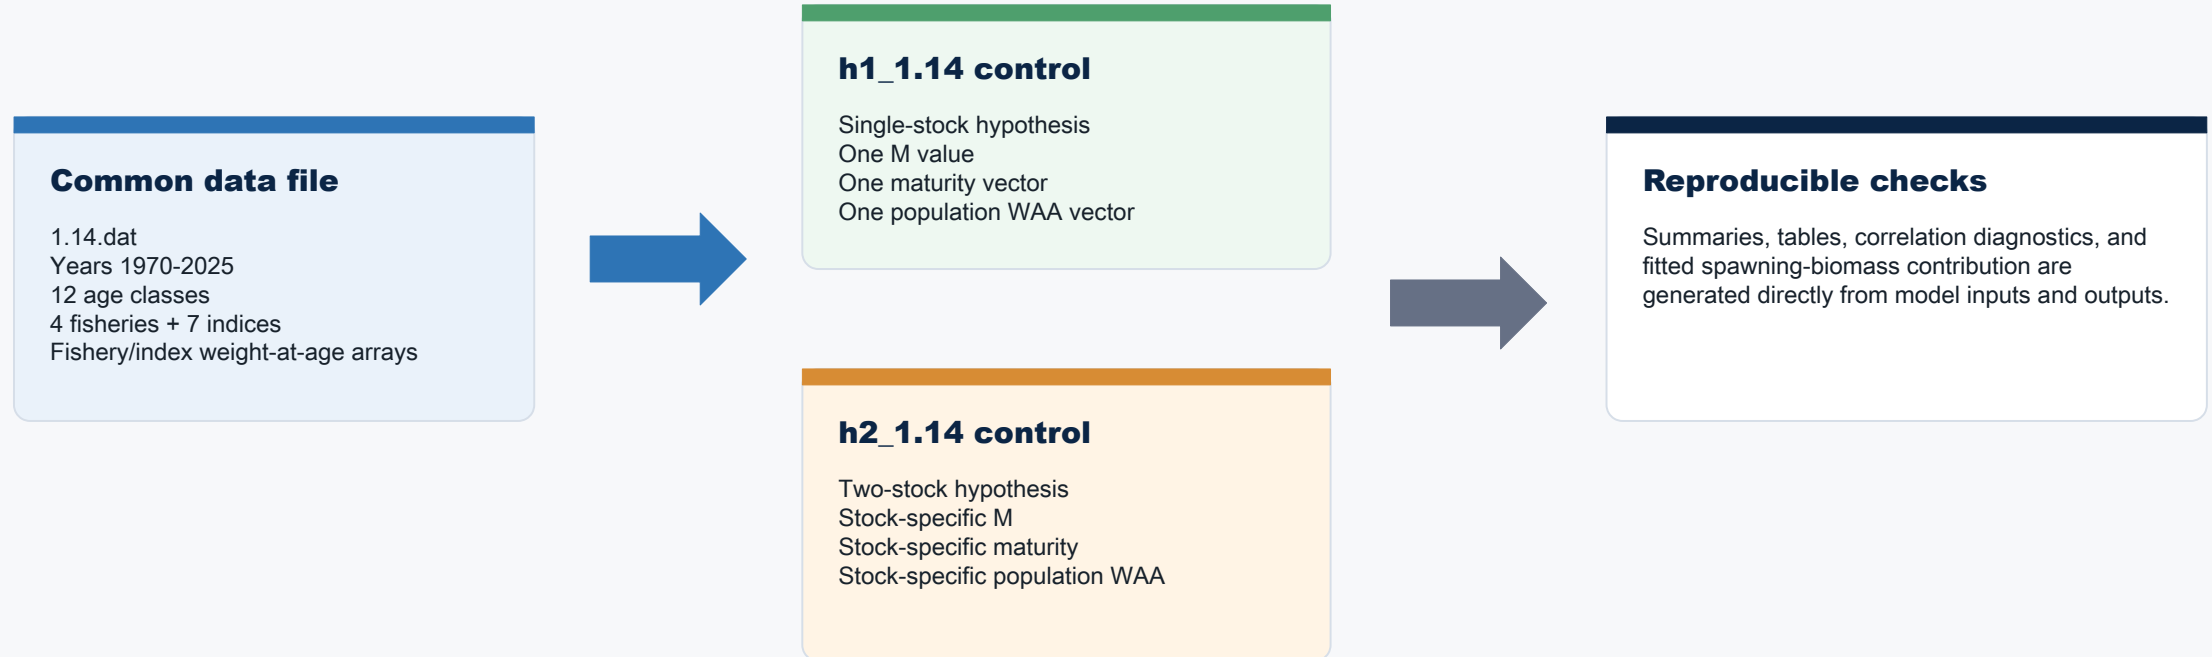 Common data file
1.14.dat
Years 1970-2025
12 age classes
4 fisheries + 7 indices
Fishery/index weight-at-age arrays
h1_1.14 control
Single-stock hypothesis
One M value
One maturity vector
One population WAA vector
h2_1.14 control
Two-stock hypothesis
Stock-specific M
Stock-specific maturity
Stock-specific population WAA
Reproducible checks
Summaries, tables, correlation diagnostics, and
fitted spawning-biomass contribution are
generated directly from model inputs and outputs.